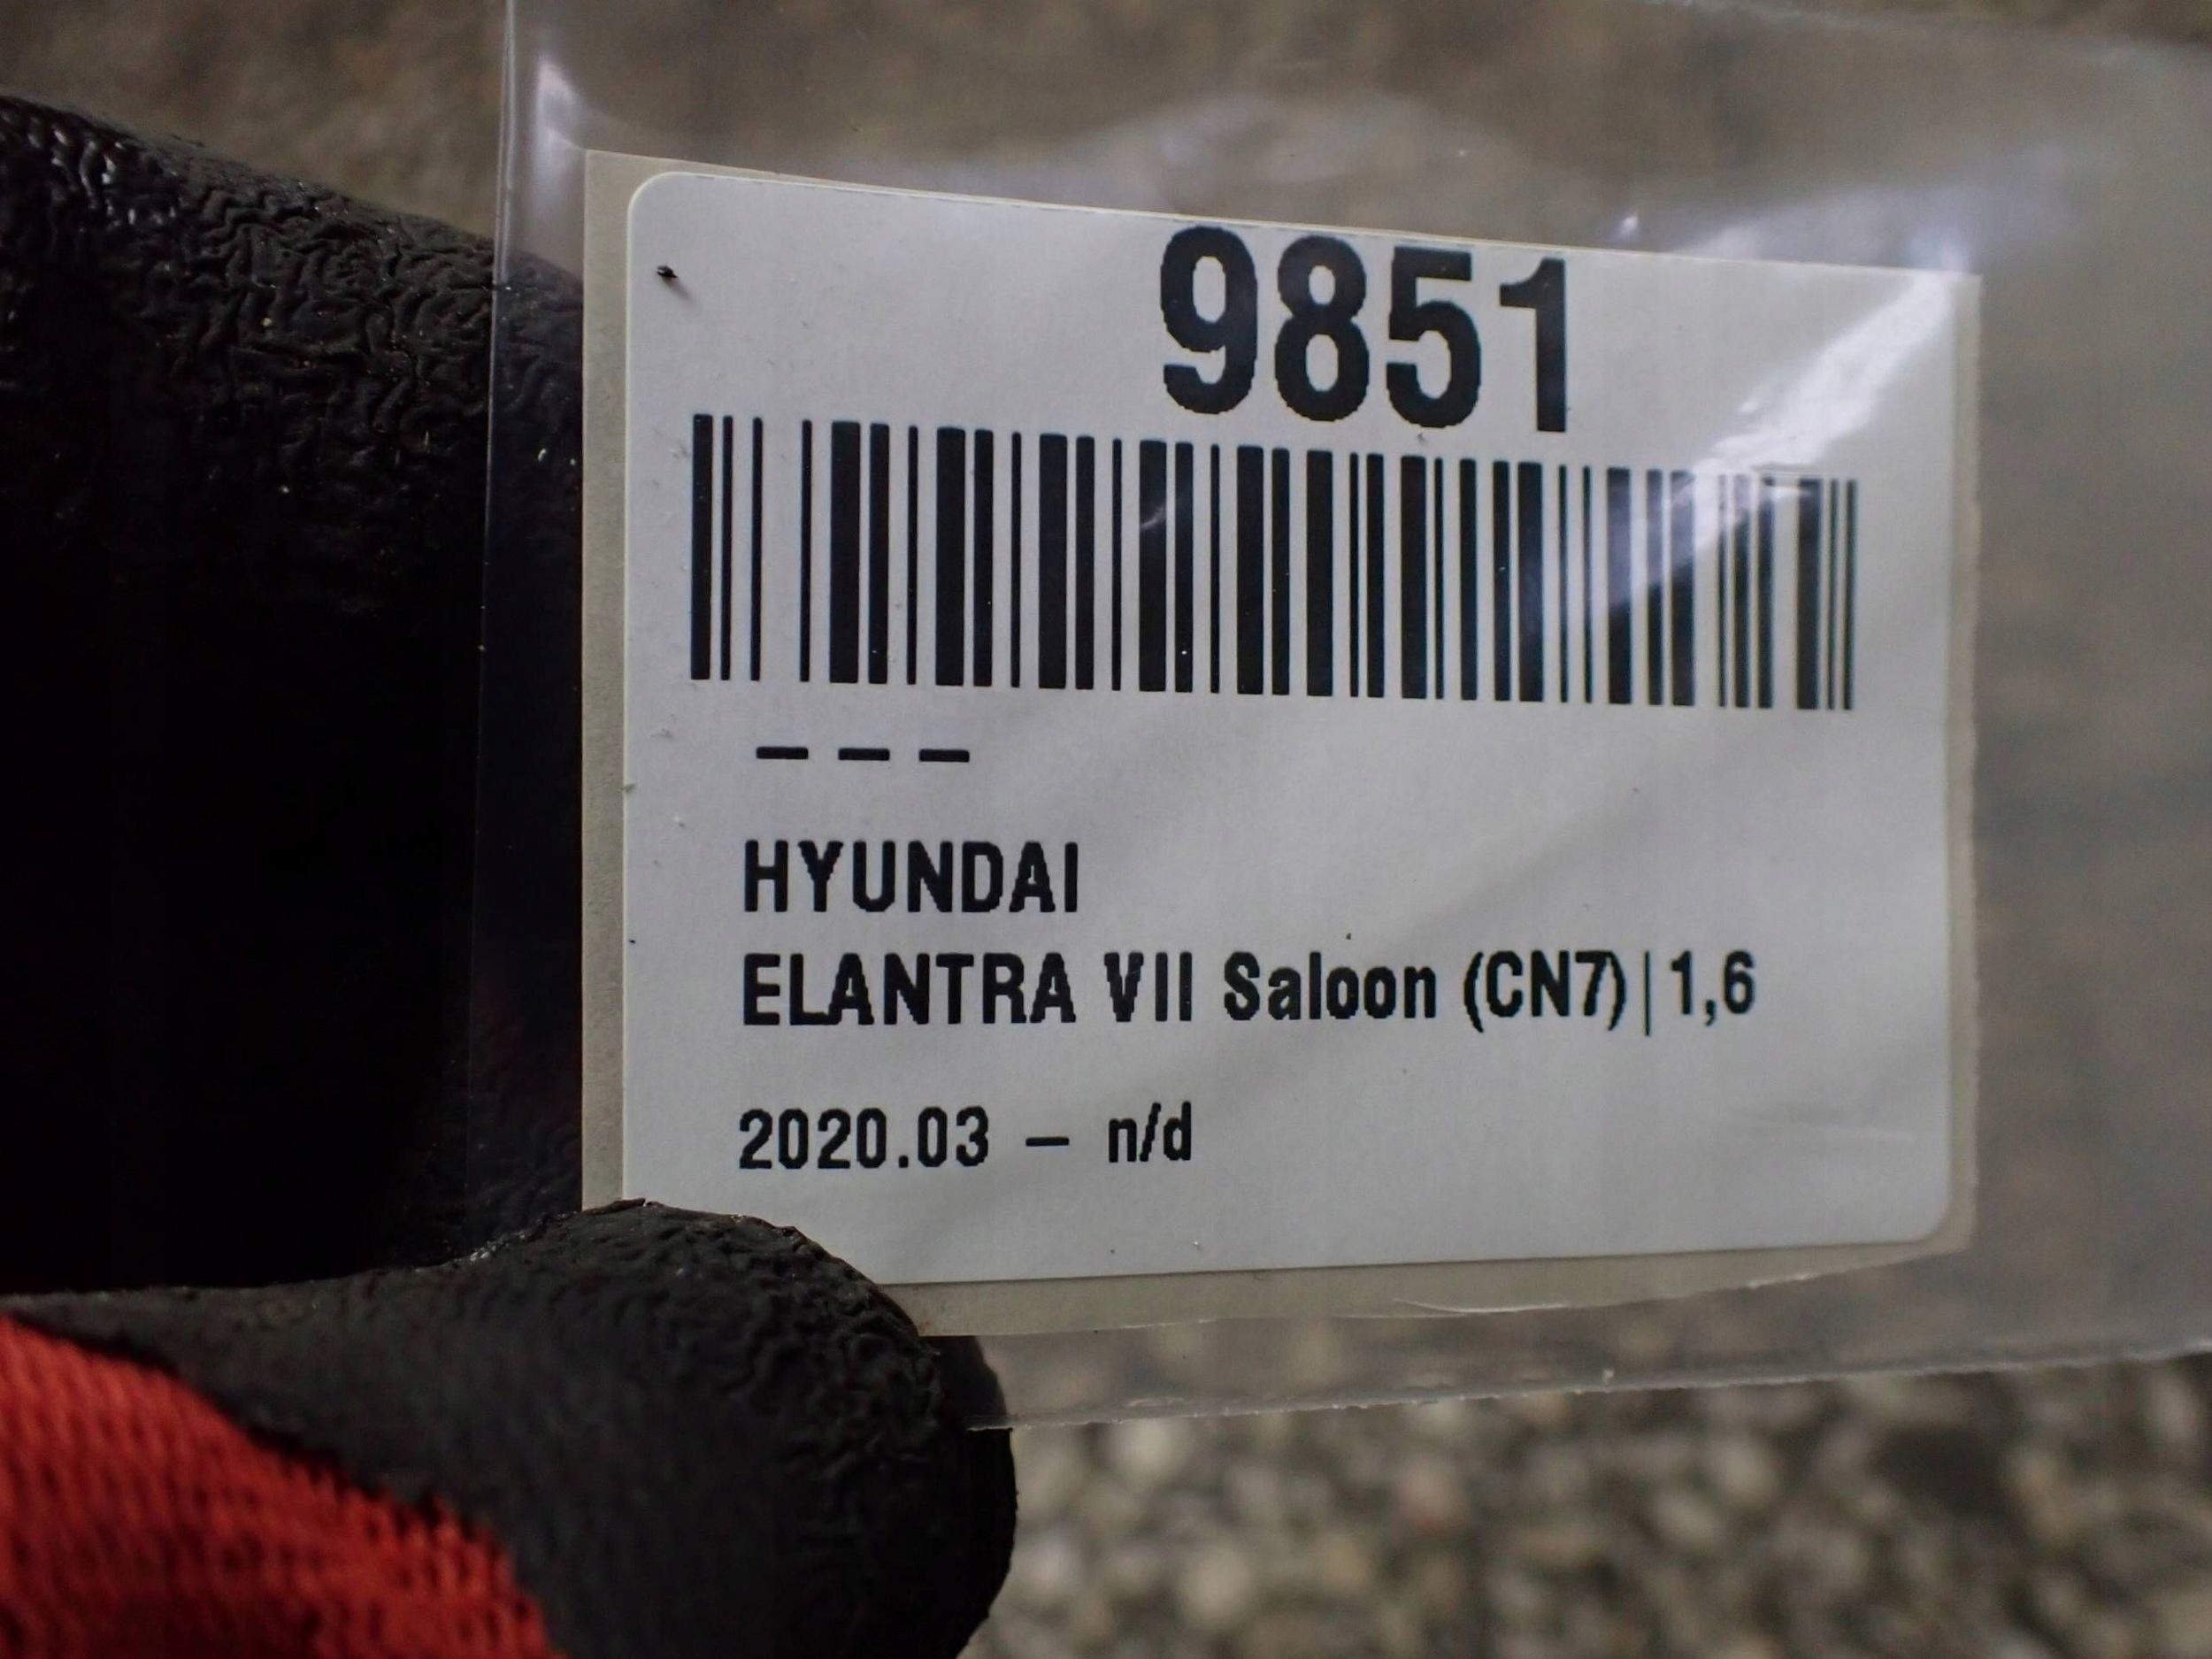 9851
– – –
HYUNDAI
ELANTRA VII Saloon (CN7)|1,6
2020.03 – n/d